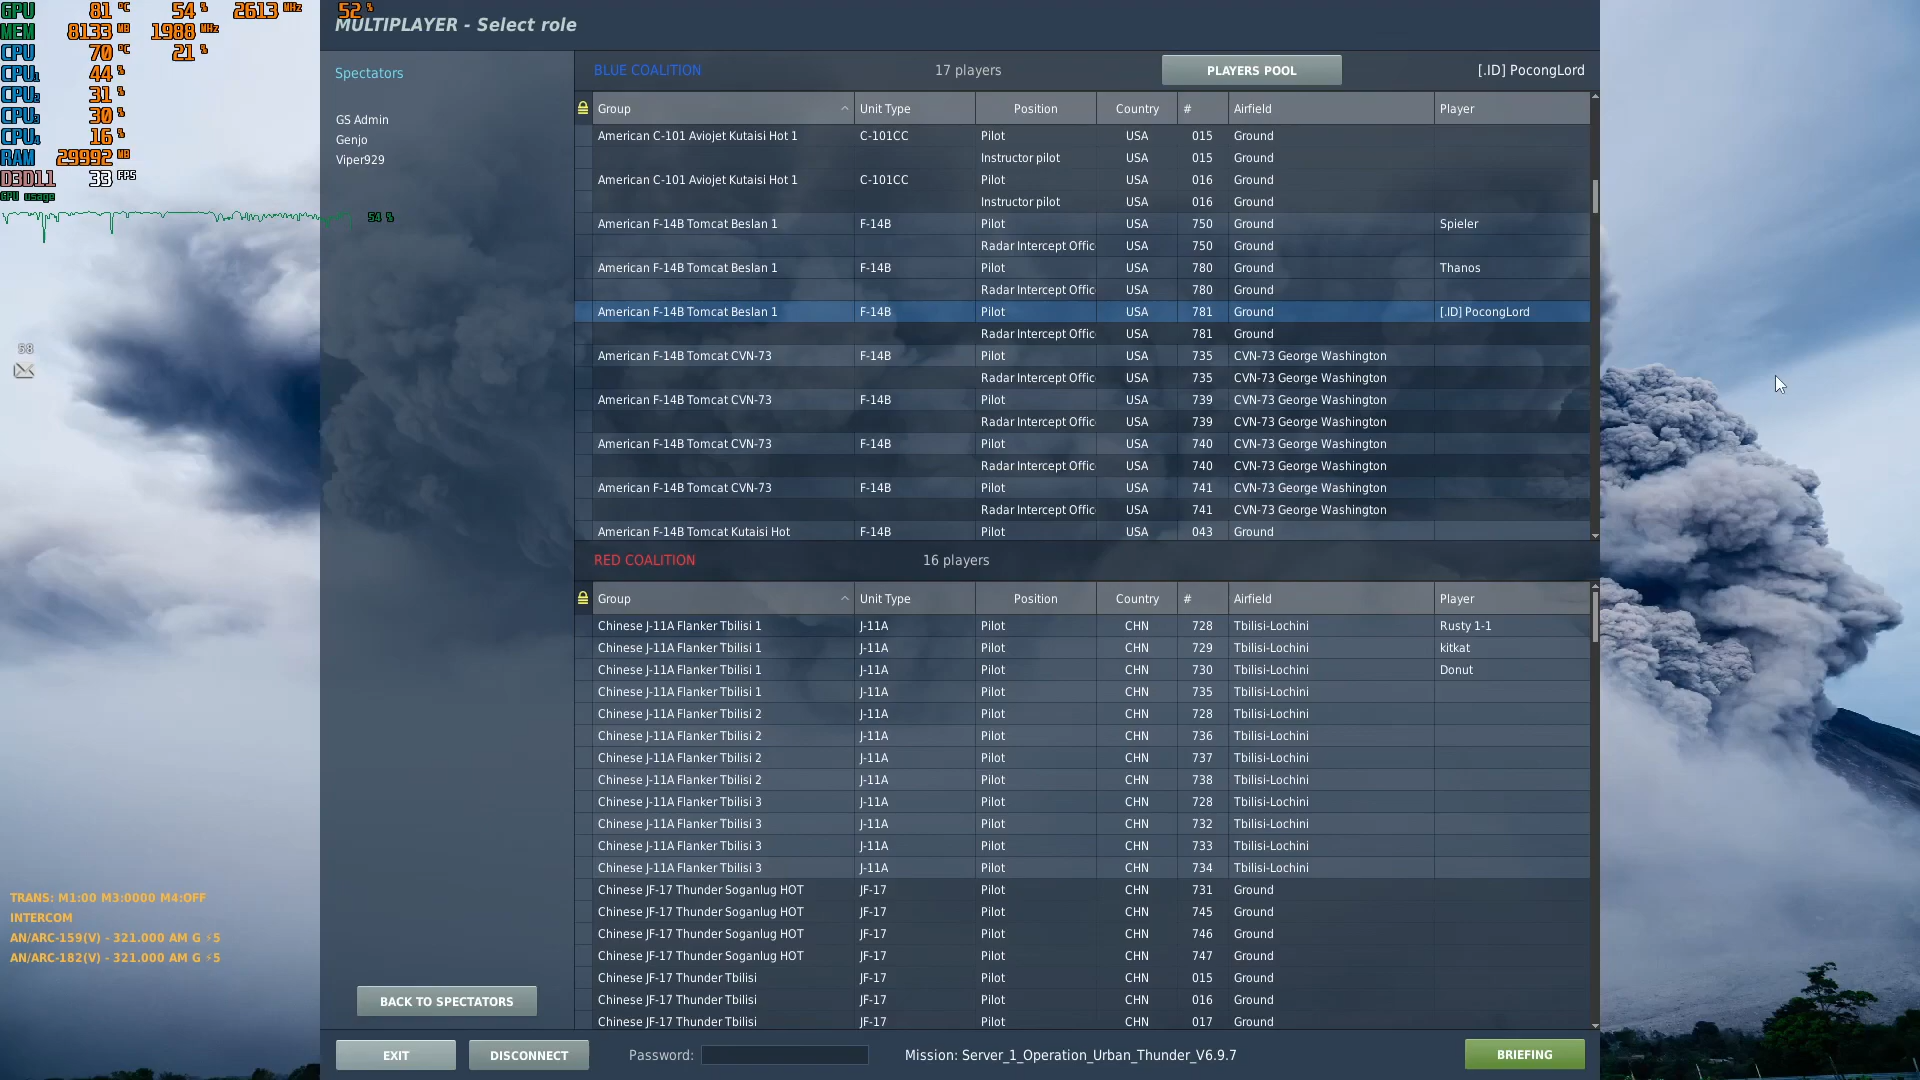 GPU 81 °C 54 % 2613 MHz 52 %
MEM 8133 MB 1988 MHz
CPU 70 °C 21 %
CPU1 44 %
CPU2 31 %
CPU3 30 %
CPU4 16 %
RAM 29992 MB
D3D11 33 FPS
GPU usage
54 %
58
TRANS: M1:00 M3:0000 M4:OFF
INTERCOM
AN/ARC-159(V) - 321.000 AM G ⚡5
AN/ARC-182(V) - 321.000 AM G ⚡5
MULTIPLAYER - Select role
Spectators
GS Admin
Genjo
Viper929
BLUE COALITION 17 players PLAYERS POOL [.ID] PocongLord
Group Unit Type Position Country # Airfield Player
American C-101 Aviojet Kutaisi Hot 1 C-101CC Pilot USA 015 Ground
Instructor pilot USA 015 Ground
American C-101 Aviojet Kutaisi Hot 1 C-101CC Pilot USA 016 Ground
Instructor pilot USA 016 Ground
American F-14B Tomcat Beslan 1 F-14B Pilot USA 750 Ground Spieler
Radar Intercept Offic USA 750 Ground
American F-14B Tomcat Beslan 1 F-14B Pilot USA 780 Ground Thanos
Radar Intercept Offic USA 780 Ground
American F-14B Tomcat Beslan 1 F-14B Pilot USA 781 Ground [.ID] PocongLord
Radar Intercept Offic USA 781 Ground
American F-14B Tomcat CVN-73 F-14B Pilot USA 735 CVN-73 George Washington
Radar Intercept Offic USA 735 CVN-73 George Washington
American F-14B Tomcat CVN-73 F-14B Pilot USA 739 CVN-73 George Washington
Radar Intercept Offic USA 739 CVN-73 George Washington
American F-14B Tomcat CVN-73 F-14B Pilot USA 740 CVN-73 George Washington
Radar Intercept Offic USA 740 CVN-73 George Washington
American F-14B Tomcat CVN-73 F-14B Pilot USA 741 CVN-73 George Washington
Radar Intercept Offic USA 741 CVN-73 George Washington
American F-14B Tomcat Kutaisi Hot F-14B Pilot USA 043 Ground
RED COALITION 16 players
Group Unit Type Position Country # Airfield Player
Chinese J-11A Flanker Tbilisi 1 J-11A Pilot CHN 728 Tbilisi-Lochini Rusty 1-1
Chinese J-11A Flanker Tbilisi 1 J-11A Pilot CHN 729 Tbilisi-Lochini kitkat
Chinese J-11A Flanker Tbilisi 1 J-11A Pilot CHN 730 Tbilisi-Lochini Donut
Chinese J-11A Flanker Tbilisi 1 J-11A Pilot CHN 735 Tbilisi-Lochini
Chinese J-11A Flanker Tbilisi 2 J-11A Pilot CHN 728 Tbilisi-Lochini
Chinese J-11A Flanker Tbilisi 2 J-11A Pilot CHN 736 Tbilisi-Lochini
Chinese J-11A Flanker Tbilisi 2 J-11A Pilot CHN 737 Tbilisi-Lochini
Chinese J-11A Flanker Tbilisi 2 J-11A Pilot CHN 738 Tbilisi-Lochini
Chinese J-11A Flanker Tbilisi 3 J-11A Pilot CHN 728 Tbilisi-Lochini
Chinese J-11A Flanker Tbilisi 3 J-11A Pilot CHN 732 Tbilisi-Lochini
Chinese J-11A Flanker Tbilisi 3 J-11A Pilot CHN 733 Tbilisi-Lochini
Chinese J-11A Flanker Tbilisi 3 J-11A Pilot CHN 734 Tbilisi-Lochini
Chinese JF-17 Thunder Soganlug HOT JF-17 Pilot CHN 731 Ground
Chinese JF-17 Thunder Soganlug HOT JF-17 Pilot CHN 745 Ground
Chinese JF-17 Thunder Soganlug HOT JF-17 Pilot CHN 746 Ground
Chinese JF-17 Thunder Soganlug HOT JF-17 Pilot CHN 747 Ground
Chinese JF-17 Thunder Tbilisi JF-17 Pilot CHN 015 Ground
Chinese JF-17 Thunder Tbilisi JF-17 Pilot CHN 016 Ground
Chinese JF-17 Thunder Tbilisi JF-17 Pilot CHN 017 Ground
BACK TO SPECTATORS
EXIT DISCONNECT Password: Mission: Server_1_Operation_Urban_Thunder_V6.9.7 BRIEFING